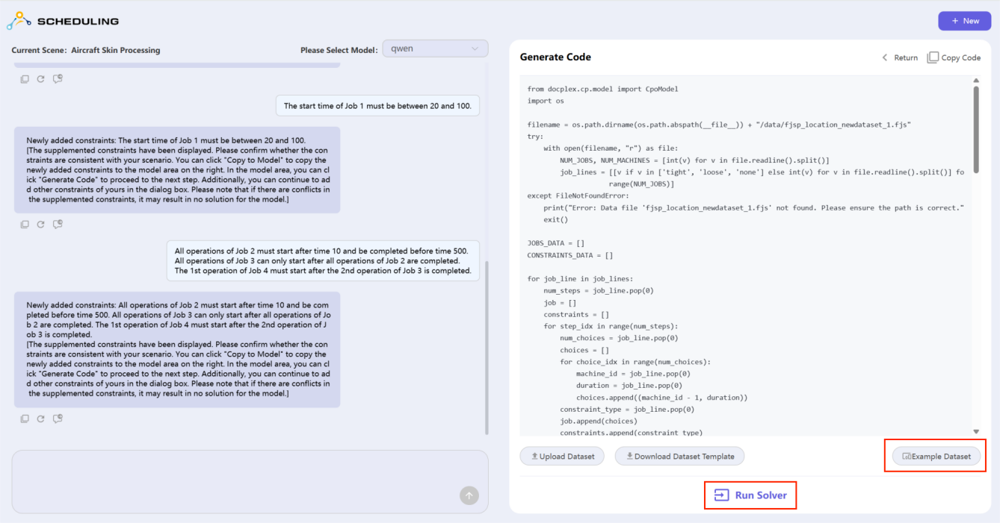 SCHEDULING
+ New
Current Scene: Aircraft Skin Processing
Please Select Model:
qwen
The start time of Job 1 must be between 20 and 100.
Newly added constraints: The start time of Job 1 must be between 20 and 100.
[The supplemented constraints have been displayed. Please confirm whether the con
straints are consistent with your scenario. You can click "Copy to Model" to copy the
newly added constraints to the model area on the right. In the model area, you can cl
ick "Generate Code" to proceed to the next step. Additionally, you can continue to ad
d other constraints of yours in the dialog box. Please note that if there are conflicts in
the supplemented constraints, it may result in no solution for the model.]
All operations of Job 2 must start after time 10 and be completed before time 500.
All operations of Job 3 can only start after all operations of Job 2 are completed.
The 1st operation of Job 4 must start after the 2nd operation of Job 3 is completed.
Newly added constraints: All operations of Job 2 must start after time 10 and be com
pleted before time 500. All operations of Job 3 can only start after all operations of Jo
b 2 are completed. The 1st operation of Job 4 must start after the 2nd operation of J
ob 3 is completed.
[The supplemented constraints have been displayed. Please confirm whether the con
straints are consistent with your scenario. You can click "Copy to Model" to copy the
newly added constraints to the model area on the right. In the model area, you can cl
ick "Generate Code" to proceed to the next step. Additionally, you can continue to ad
d other constraints of yours in the dialog box. Please note that if there are conflicts in
the supplemented constraints, it may result in no solution for the model.]
Generate Code
Return
Copy Code
from docplex.cp.model import CpoModel
import os
filename = os.path.dirname(os.path.abspath(__file__)) + "/data/fjsp_location_newdataset_1.fjs"
try:
with open(filename, "r") as file:
NUM_JOBS, NUM_MACHINES = [int(v) for v in file.readline().split()]
job_lines = [[v if v in ['tight', 'loose', 'none'] else int(v) for v in file.readline().split()] fo
range(NUM_JOBS)]
except FileNotFoundError:
print("Error: Data file 'fjsp_location_newdataset_1.fjs' not found. Please ensure the path is correct."
exit()
JOBS_DATA = []
CONSTRAINTS_DATA = []
for job_line in job_lines:
num_steps = job_line.pop(0)
job = []
constraints = []
for step_idx in range(num_steps):
num_choices = job_line.pop(0)
choices = []
for choice_idx in range(num_choices):
machine_id = job_line.pop(0)
duration = job_line.pop(0)
choices.append((machine_id - 1, duration))
constraint_type = job_line.pop(0)
job.append(choices)
constraints.append(constraint_type)
Upload Dataset
Download Dataset Template
Example Dataset
Run Solver